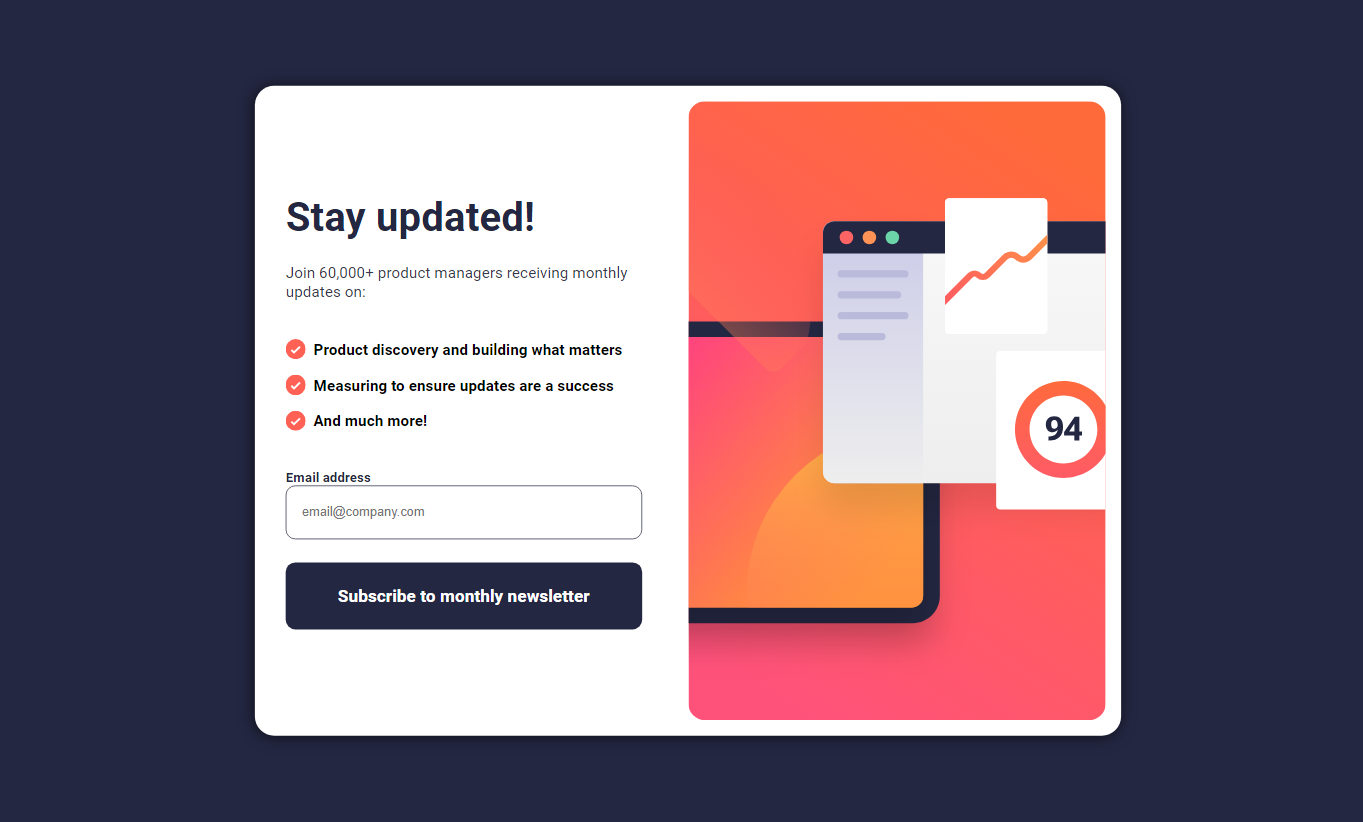 Stay updated!
Join 60,000+ product managers receiving monthly
updates on:
Product discovery and building what matters
Measuring to ensure updates are a success
And much more!
Email address
email@company.com
Subscribe to monthly newsletter
94